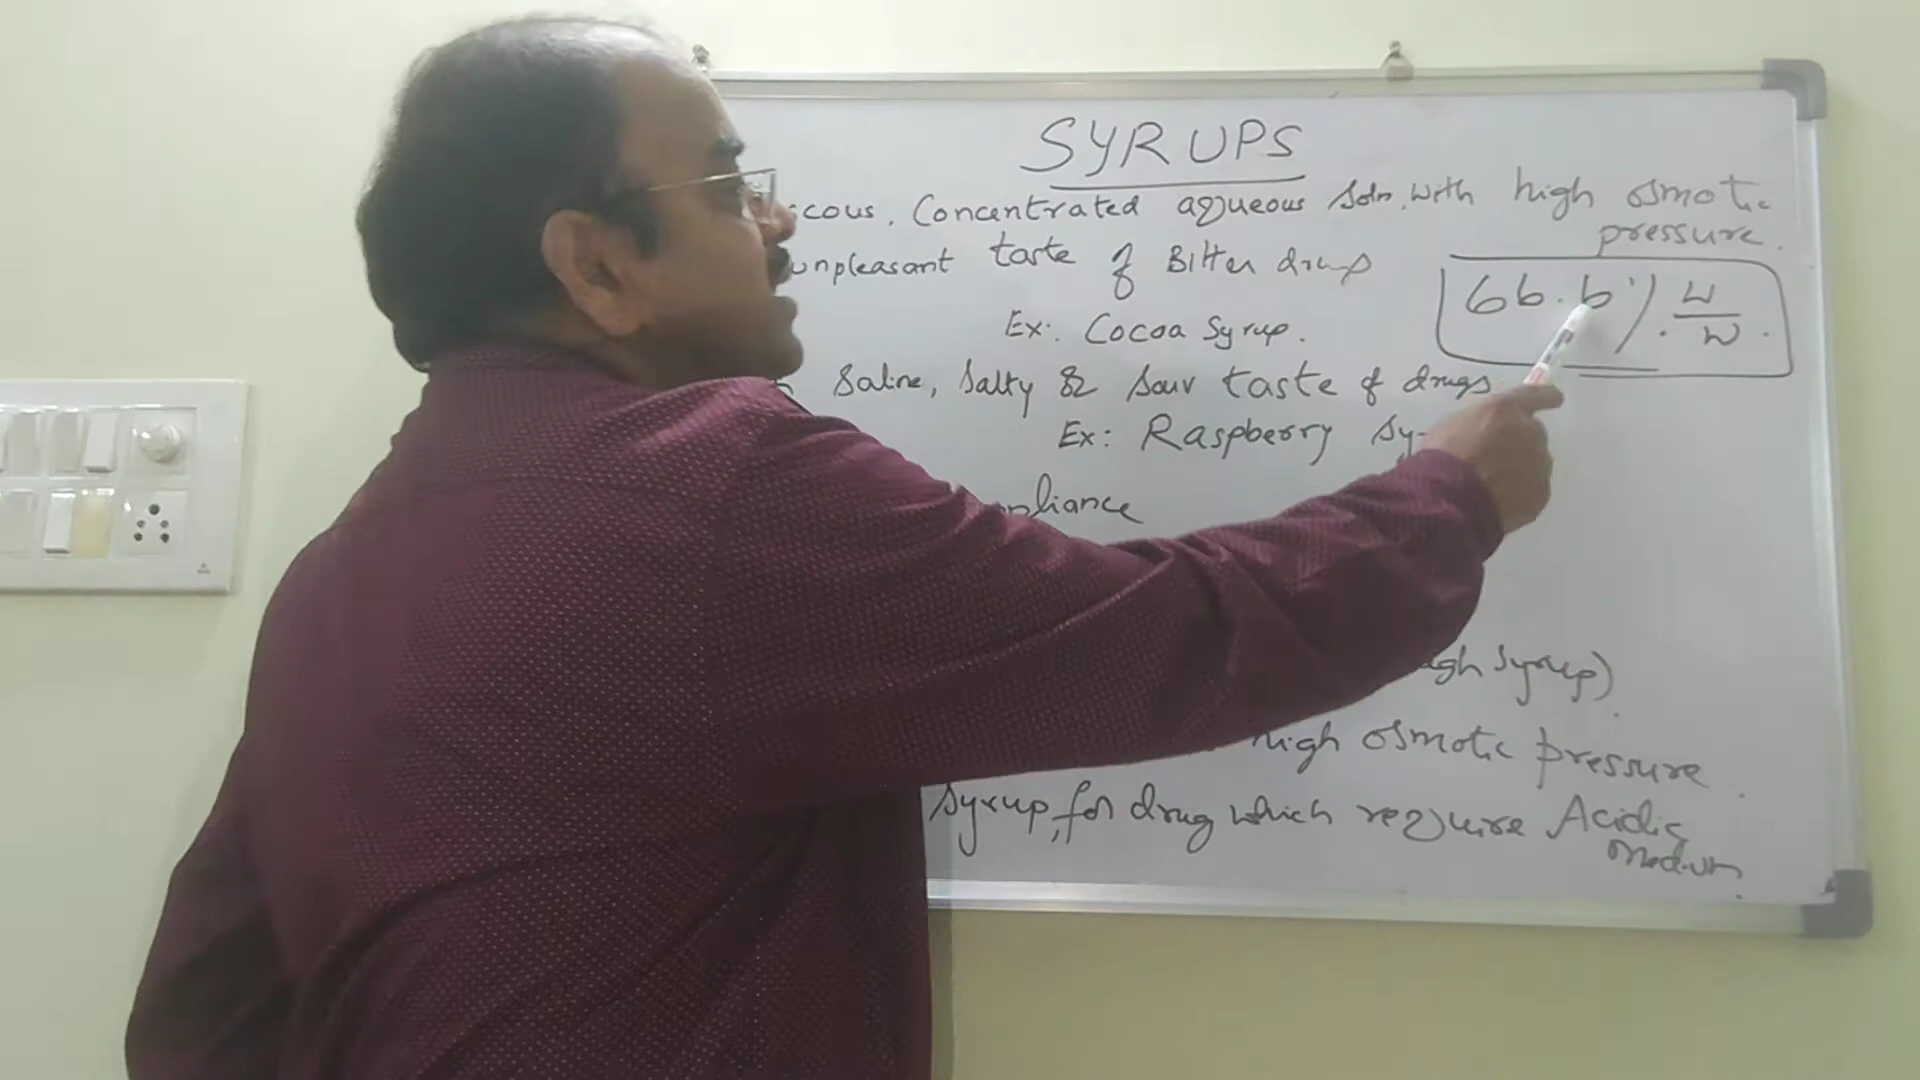 SYRUPS
scous. Concentrated aqueous Soln. with high osmotic
pressure.
unpleasant taste of Bitter drugs
66.6% W/W.
Ex: Cocoa Syrup.
Saline, Salty & Sour taste of drugs
Ex: Raspberry Sy
pliance
ugh Syrup)
high osmotic pressure
Syrup, for drug which require Acidic
medium.